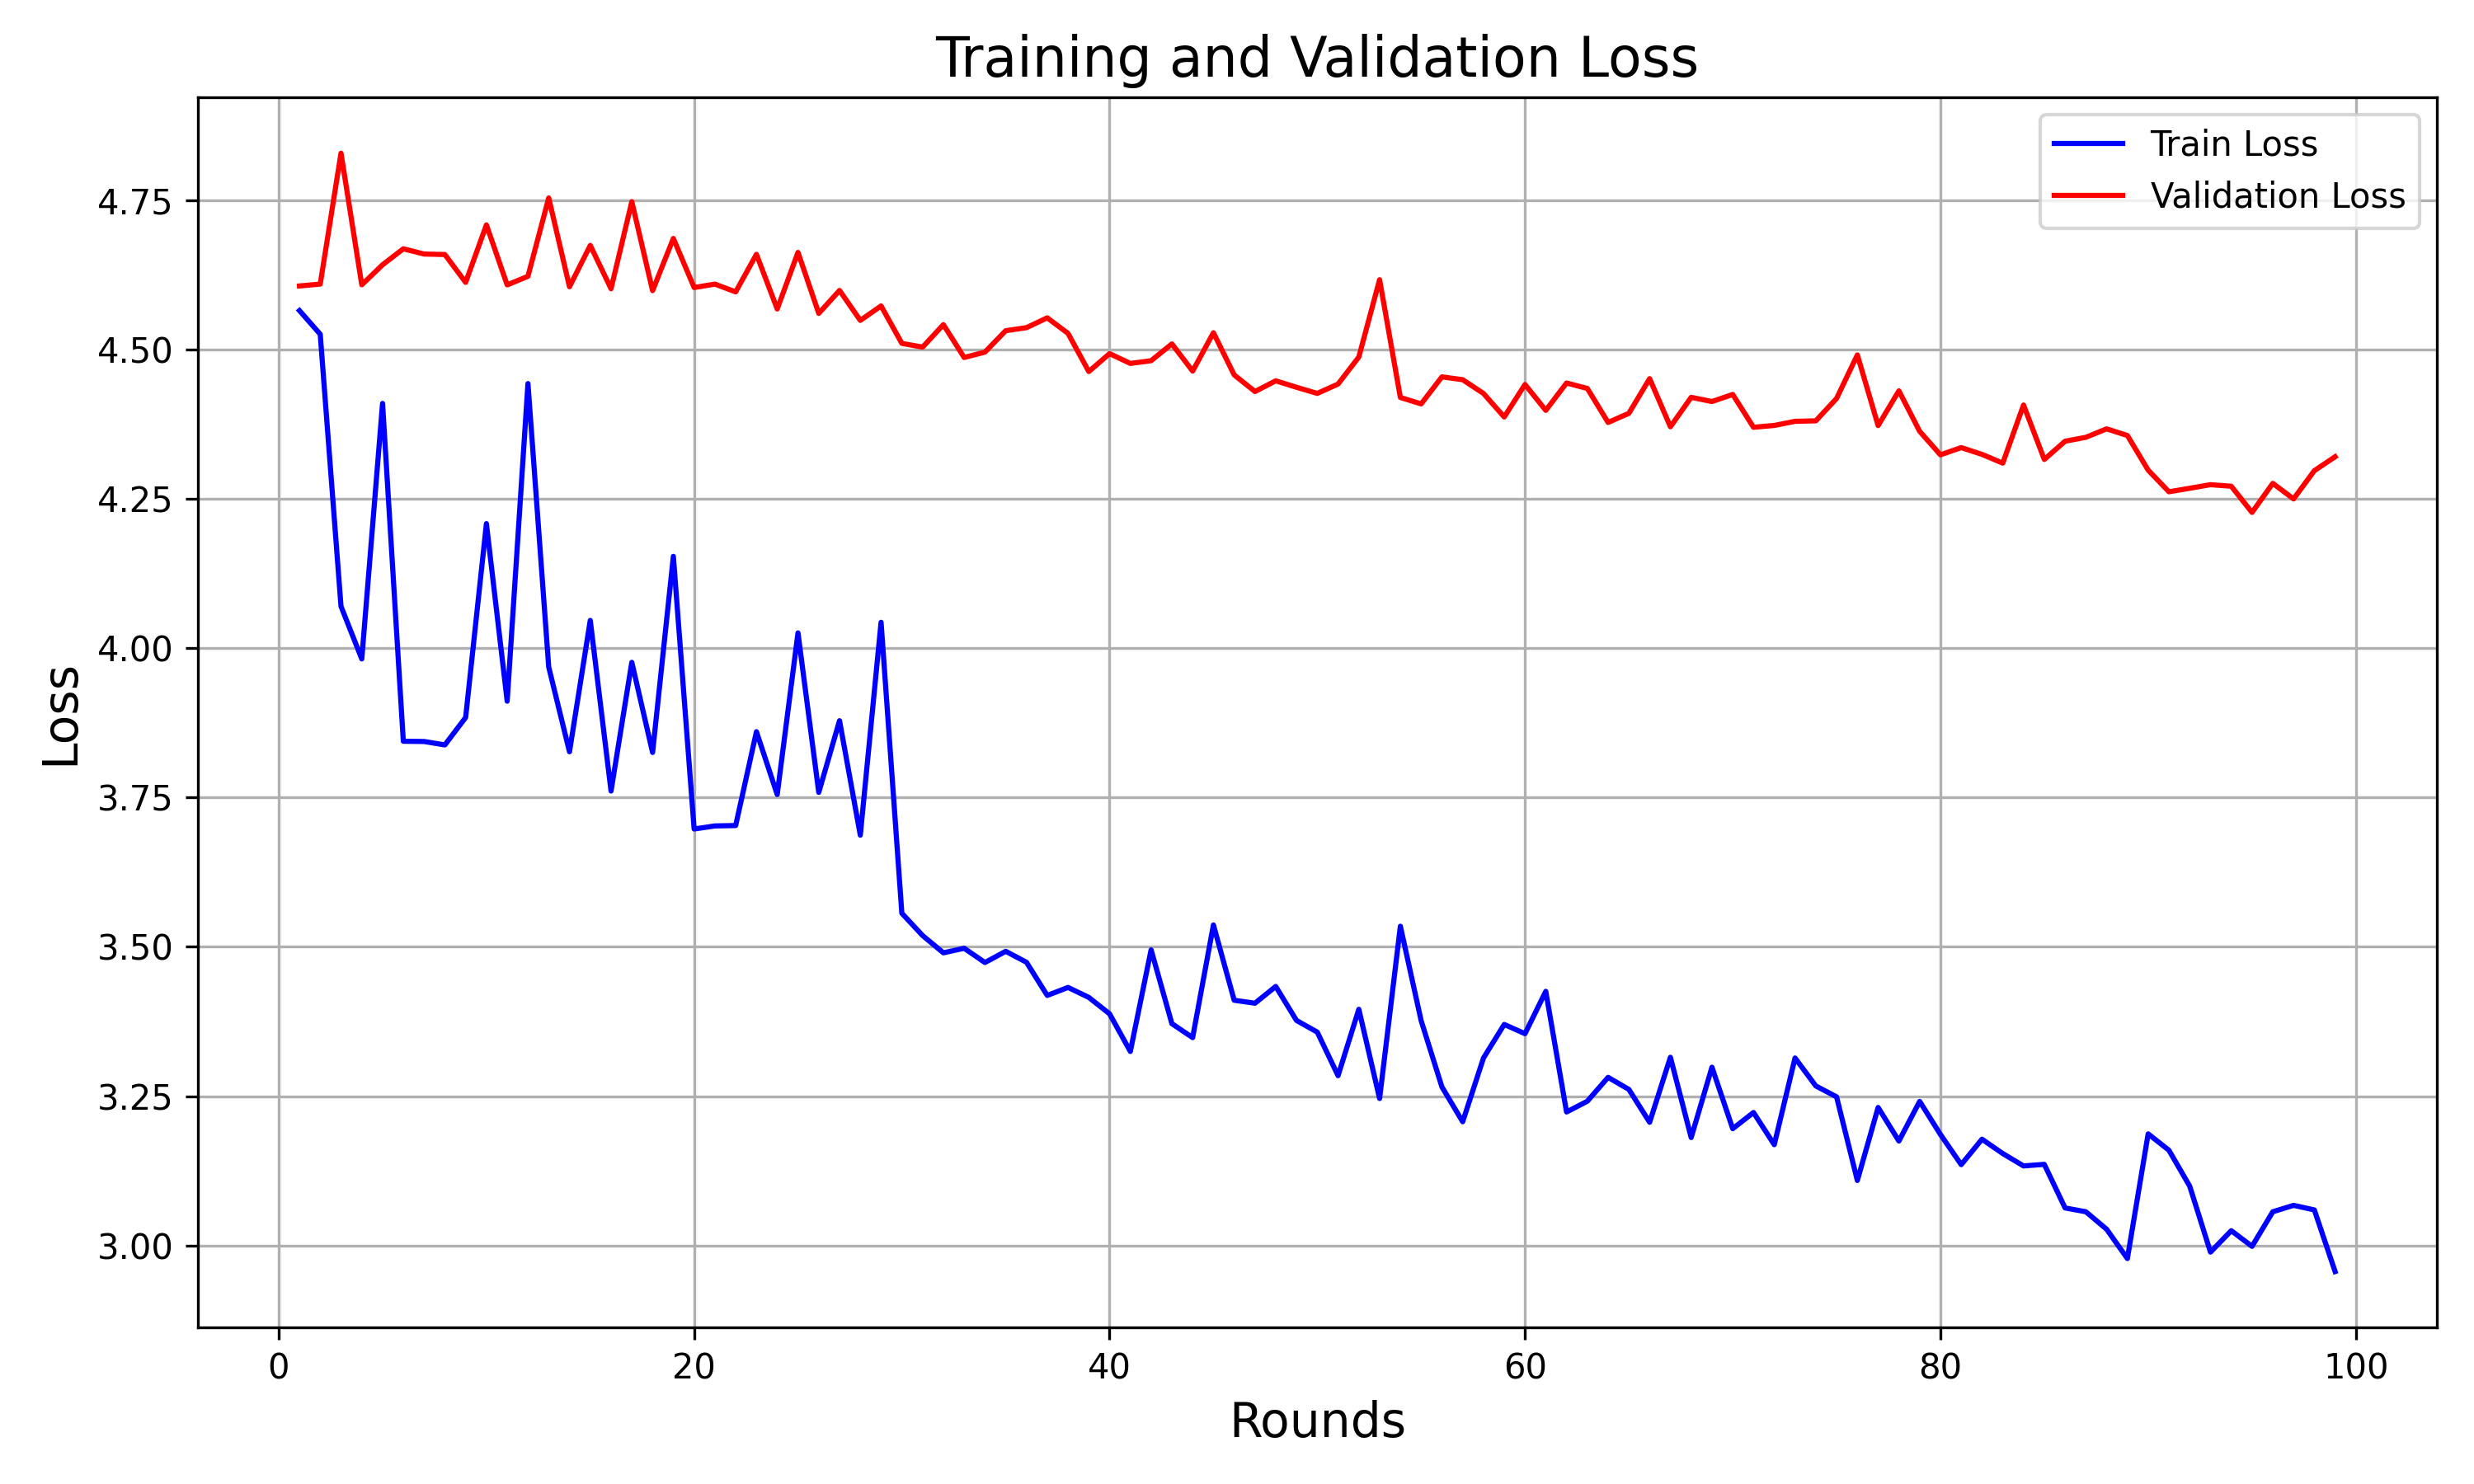 Training and Validation Loss
Train Loss
Validation Loss
4.75
4.50
4.25
4.00
3.75
3.50
3.25
3.00
Loss
0 20 40 60 80 100
Rounds